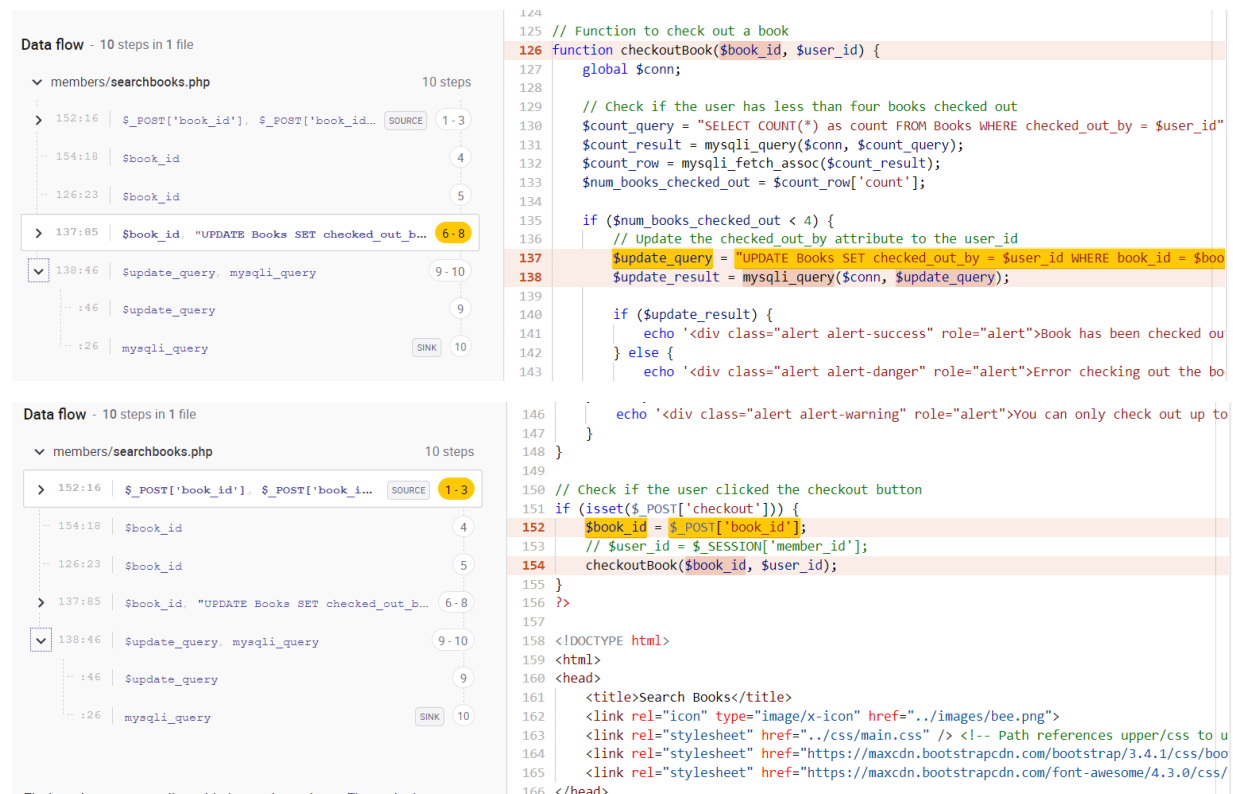 Data flow - 10 steps in 1 file
members/searchbooks.php 10 steps
152:16 $_POST['book_id'], $_POST['book_id... SOURCE 1 - 3
154:18 $book_id 4
126:23 $book_id 5
137:85 $book_id, "UPDATE Books SET checked_out_b... 6 - 8
138:46 $update_query, mysqli_query 9 - 10
:46 $update_query 9
:26 mysqli_query SINK 10
124
125 // Function to check out a book
126 function checkoutBook($book_id, $user_id) {
127 global $conn;
128
129 // Check if the user has less than four books checked out
130 $count_query = "SELECT COUNT(*) as count FROM Books WHERE checked_out_by = $user_id"
131 $count_result = mysqli_query($conn, $count_query);
132 $count_row = mysqli_fetch_assoc($count_result);
133 $num_books_checked_out = $count_row['count'];
134
135 if ($num_books_checked_out < 4) {
136 // Update the checked_out_by attribute to the user_id
137 $update_query = "UPDATE Books SET checked_out_by = $user_id WHERE book_id = $boo
138 $update_result = mysqli_query($conn, $update_query);
139
140 if ($update_result) {
141 echo '<div class="alert alert-success" role="alert">Book has been checked ou
142 } else {
143 echo '<div class="alert alert-danger" role="alert">Error checking out the bo
Data flow - 10 steps in 1 file
members/searchbooks.php 10 steps
152:16 $_POST['book_id'], $_POST['book_i... SOURCE 1 - 3
154:18 $book_id 4
126:23 $book_id 5
137:85 $book_id, "UPDATE Books SET checked_out_b... 6 - 8
138:46 $update_query, mysqli_query 9 - 10
:46 $update_query 9
:26 mysqli_query SINK 10
146 echo '<div class="alert alert-warning" role="alert">You can only check out up to
147 }
148 }
149
150 // Check if the user clicked the checkout button
151 if (isset($_POST['checkout'])) {
152 $book_id = $_POST['book_id'];
153 // $user_id = $_SESSION['member_id'];
154 checkoutBook($book_id, $user_id);
155 }
156 ?>
157
158 <!DOCTYPE html>
159 <html>
160 <head>
161 <title>Search Books</title>
162 <link rel="icon" type="image/x-icon" href="../images/bee.png">
163 <link rel="stylesheet" href="../css/main.css" /> <!-- Path references upper/css to u
164 <link rel="stylesheet" href="https://maxcdn.bootstrapcdn.com/bootstrap/3.4.1/css/boo
165 <link rel="stylesheet" href="https://maxcdn.bootstrapcdn.com/font-awesome/4.3.0/css/
166 </head>